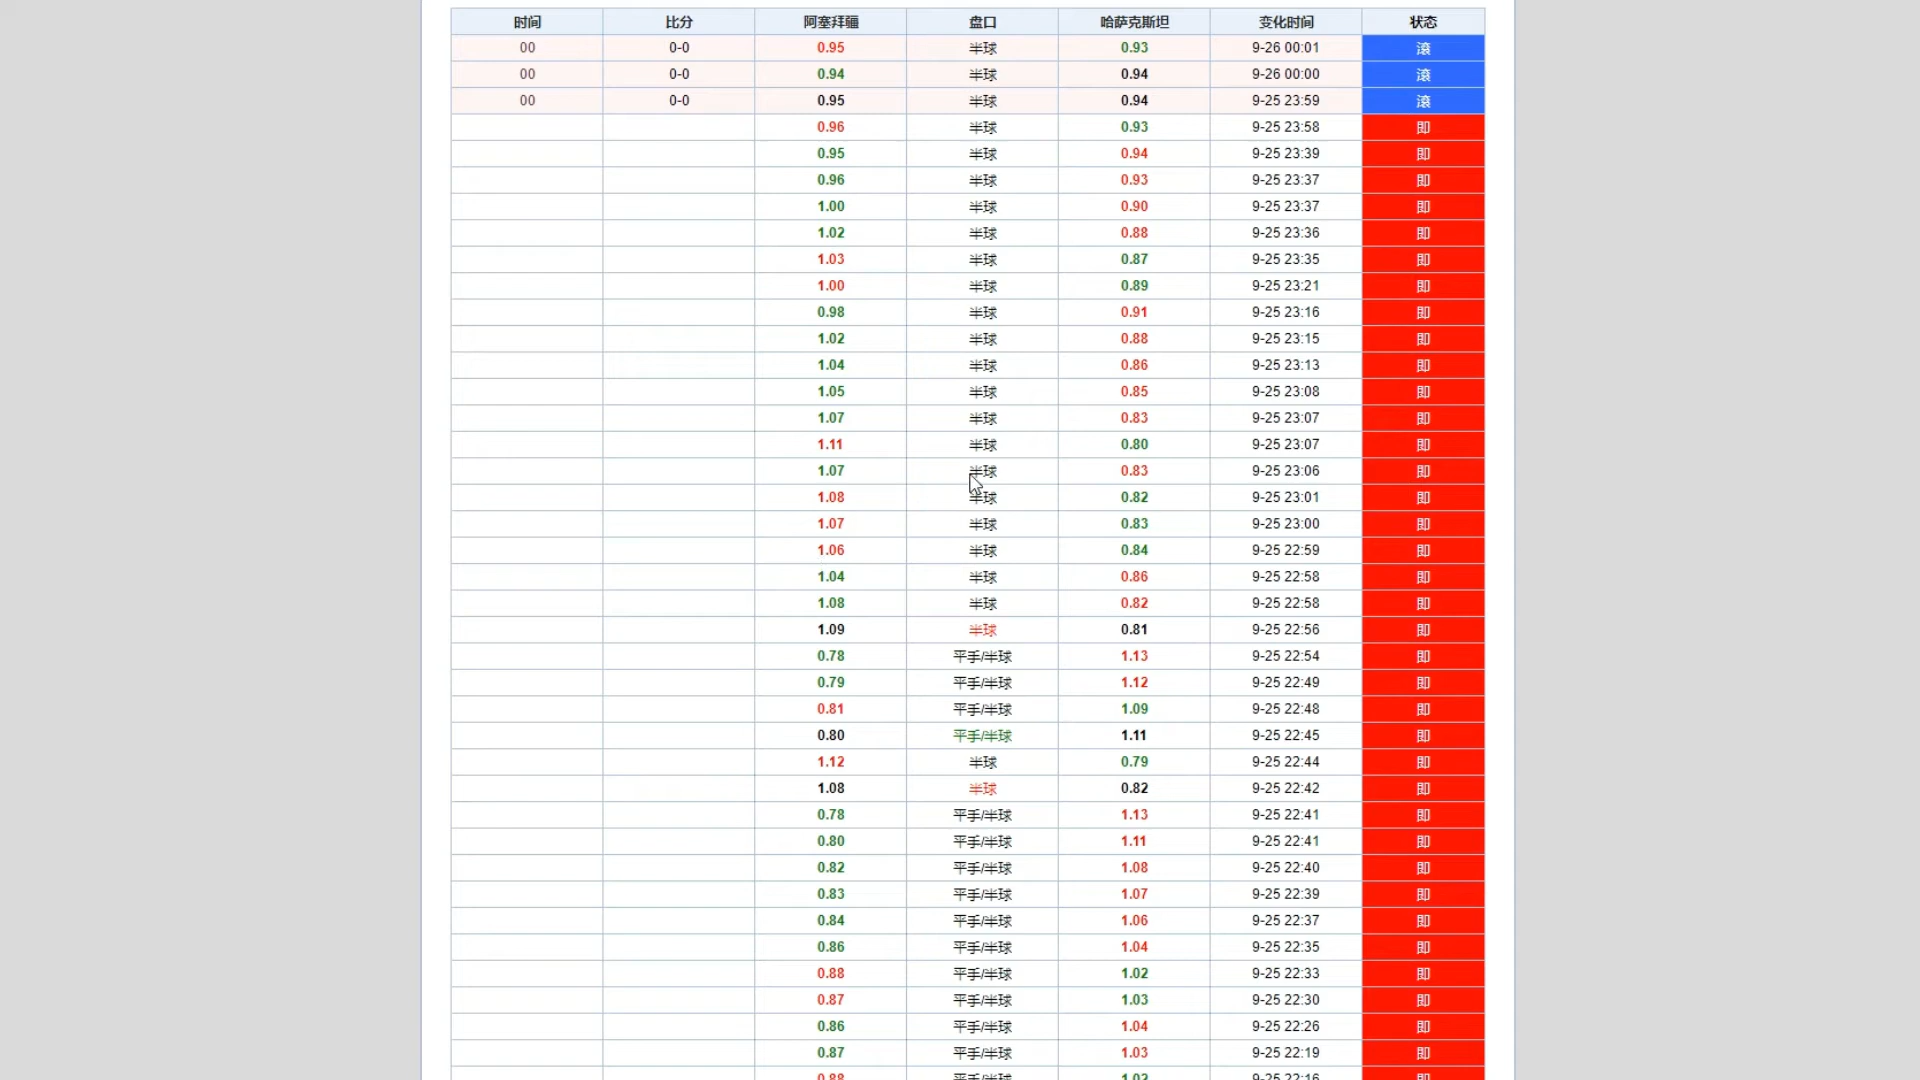 时间 比分 阿塞拜疆 盘口 哈萨克斯坦 变化时间 状态
00 0-0 0.95 半球 0.93 9-26 00:01 滚
00 0-0 0.94 半球 0.94 9-26 00:00 滚
00 0-0 0.95 半球 0.94 9-25 23:59 滚
0.96 半球 0.93 9-25 23:58 即
0.95 半球 0.94 9-25 23:39 即
0.96 半球 0.93 9-25 23:37 即
1.00 半球 0.90 9-25 23:37 即
1.02 半球 0.88 9-25 23:36 即
1.03 半球 0.87 9-25 23:35 即
1.00 半球 0.89 9-25 23:21 即
0.98 半球 0.91 9-25 23:16 即
1.02 半球 0.88 9-25 23:15 即
1.04 半球 0.86 9-25 23:13 即
1.05 半球 0.85 9-25 23:08 即
1.07 半球 0.83 9-25 23:07 即
1.11 半球 0.80 9-25 23:07 即
1.07 半球 0.83 9-25 23:06 即
1.08 半球 0.82 9-25 23:01 即
1.07 半球 0.83 9-25 23:00 即
1.06 半球 0.84 9-25 22:59 即
1.04 半球 0.86 9-25 22:58 即
1.08 半球 0.82 9-25 22:58 即
1.09 半球 0.81 9-25 22:56 即
0.78 平手/半球 1.13 9-25 22:54 即
0.79 平手/半球 1.12 9-25 22:49 即
0.81 平手/半球 1.09 9-25 22:48 即
0.80 平手/半球 1.11 9-25 22:45 即
1.12 半球 0.79 9-25 22:44 即
1.08 半球 0.82 9-25 22:42 即
0.78 平手/半球 1.13 9-25 22:41 即
0.80 平手/半球 1.11 9-25 22:41 即
0.82 平手/半球 1.08 9-25 22:40 即
0.83 平手/半球 1.07 9-25 22:39 即
0.84 平手/半球 1.06 9-25 22:37 即
0.86 平手/半球 1.04 9-25 22:35 即
0.88 平手/半球 1.02 9-25 22:33 即
0.87 平手/半球 1.03 9-25 22:30 即
0.86 平手/半球 1.04 9-25 22:26 即
0.87 平手/半球 1.03 9-25 22:19 即
0.88 平手/半球 1.02 9-25 22:16 即